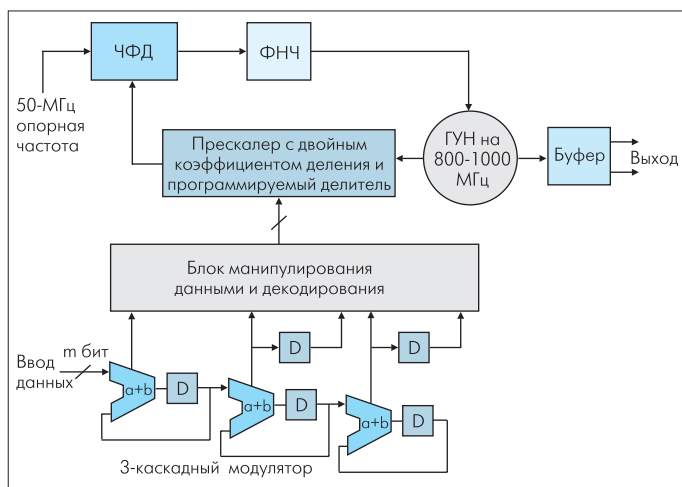 ЧФД
ФНЧ
50-МГц
опорная
частота
Прескалер с двойным
коэффициентом деления и
программируемый делитель
ГУН на
800-1000
МГц
Буфер
Выход
Блок манипулирования
данными и декодирования
D
D
Ввод
данных
m бит
a+b
D
a+b
D
a+b
D
3-каскадный модулятор